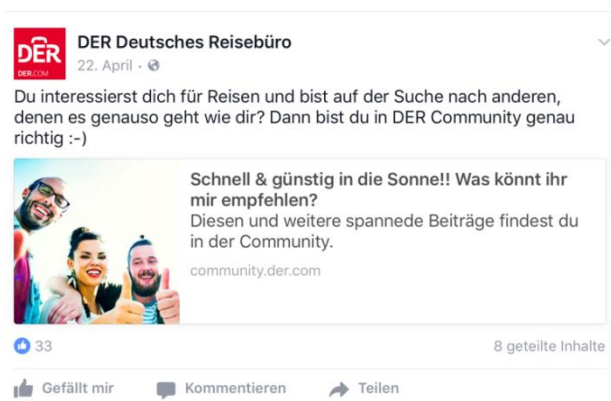 DER
DER.COM
DER Deutsches Reisebüro
22. April ·
Du interessierst dich für Reisen und bist auf der Suche nach anderen,
denen es genauso geht wie dir? Dann bist du in DER Community genau
richtig :-)
Schnell & günstig in die Sonne!! Was könnt ihr
mir empfehlen?
Diesen und weitere spannede Beiträge findest du
in der Community.
community.der.com
33
8 geteilte Inhalte
Gefällt mir
Kommentieren
Teilen